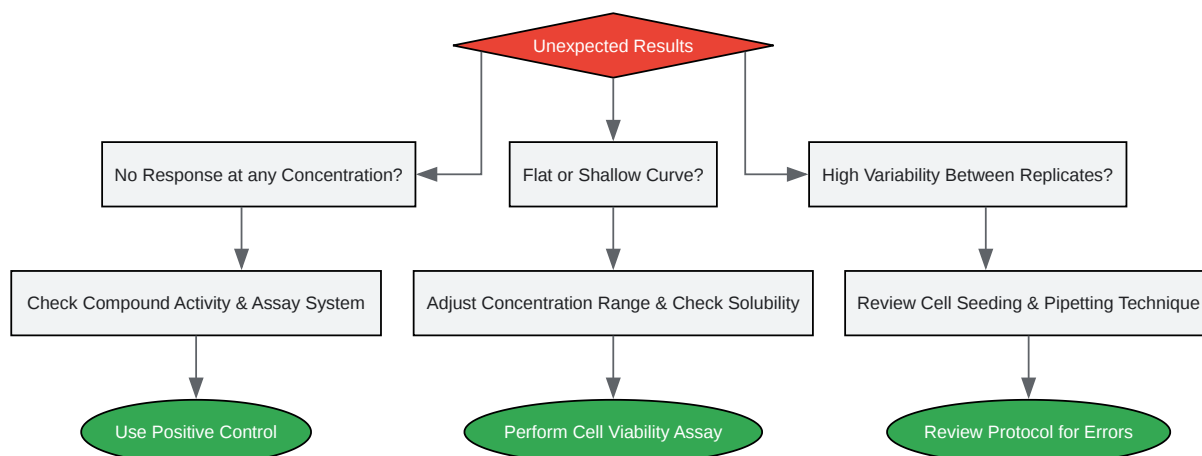 Unexpected Results
No Response at any Concentration?
Flat or Shallow Curve?
High Variability Between Replicates?
Check Compound Activity & Assay System
Adjust Concentration Range & Check Solubility
Review Cell Seeding & Pipetting Technique
Use Positive Control
Perform Cell Viability Assay
Review Protocol for Errors